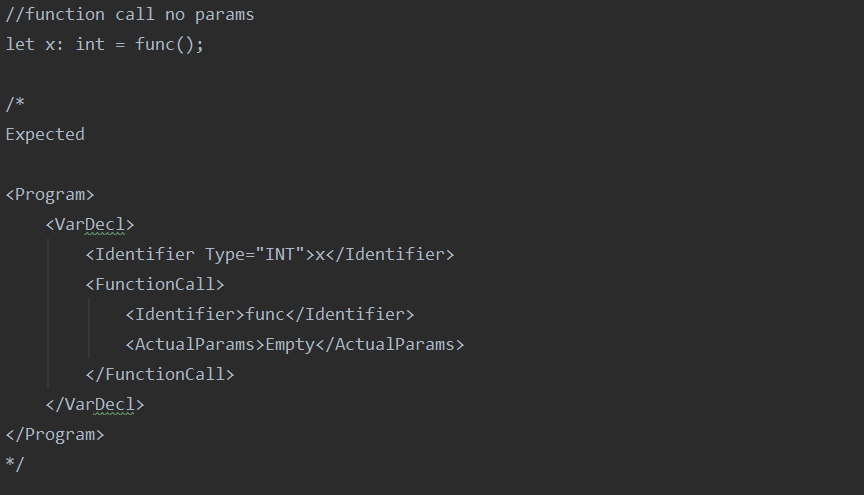 //function call no params
let x: int = func();
/*
Expected
<Program>
<VarDecl>
<Identifier Type="INT">x</Identifier>
<FunctionCall>
<Identifier>func</Identifier>
<ActualParams>Empty</ActualParams>
</FunctionCall>
</VarDecl>
</Program>
*/